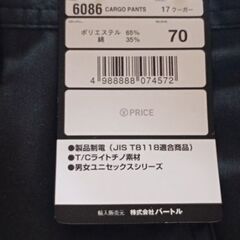 6086 CARGO PANTS
17 クーガー
ポリエステル 65%
綿 35%
70
4 988888 074572
PRICE
●製品制電（JIS T8118適合商品）
●T/Cライトチノ素材
●男女ユニセックスシリーズ
輸入販売元 株式会社バートル